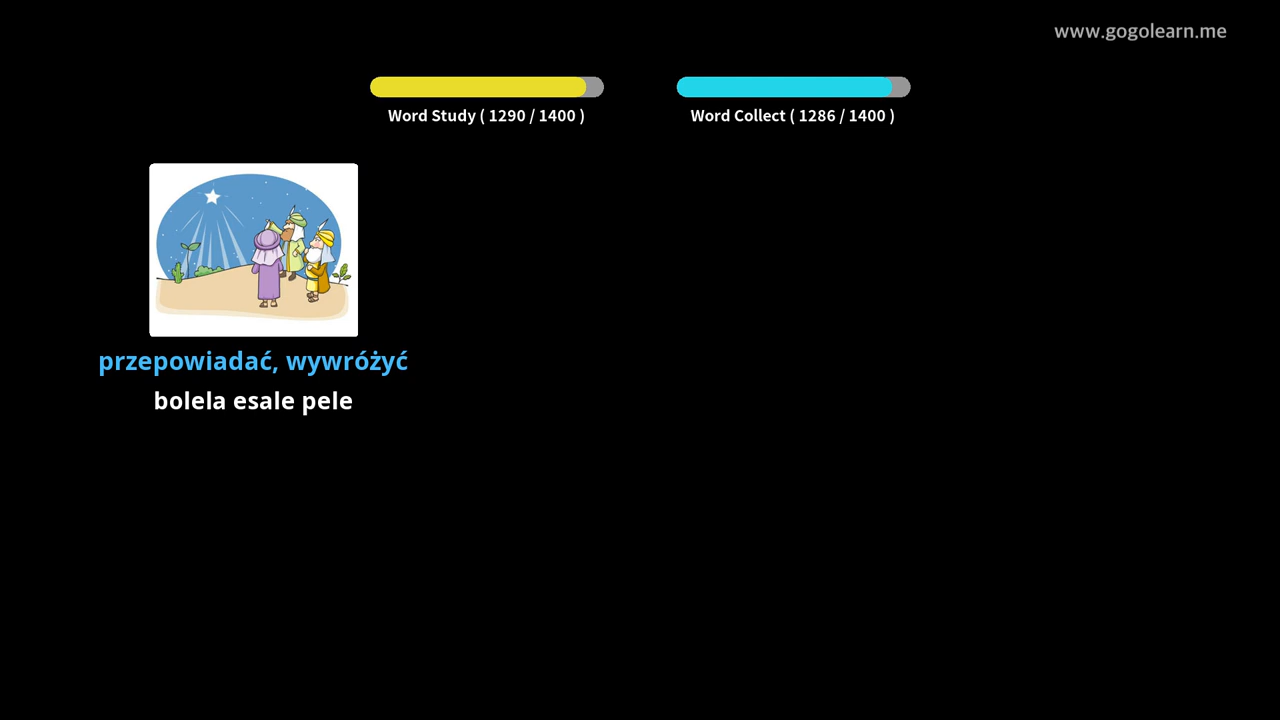 www.gogolearn.me
Word Study ( 1290 / 1400 )
Word Collect ( 1286 / 1400 )
przepowiadać, wywróżyć
bolela esale pele